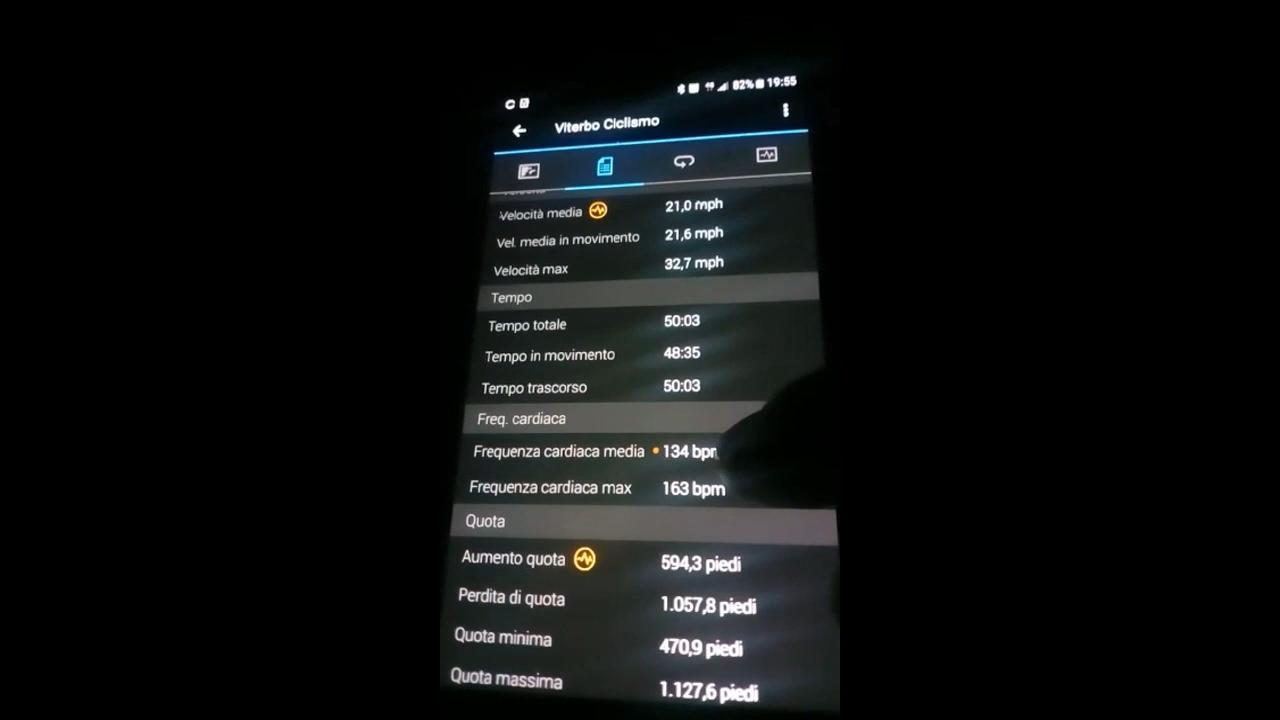 82% 19:55
Viterbo Ciclismo
Velocità media 21,0 mph
Vel. media in movimento 21,6 mph
Velocità max 32,7 mph
Tempo
Tempo totale 50:03
Tempo in movimento 48:35
Tempo trascorso 50:03
Freq. cardiaca
Frequenza cardiaca media 134 bpm
Frequenza cardiaca max 163 bpm
Quota
Aumento quota 594,3 piedi
Perdita di quota 1.057,8 piedi
Quota minima 470,9 piedi
Quota massima 1.127,6 piedi